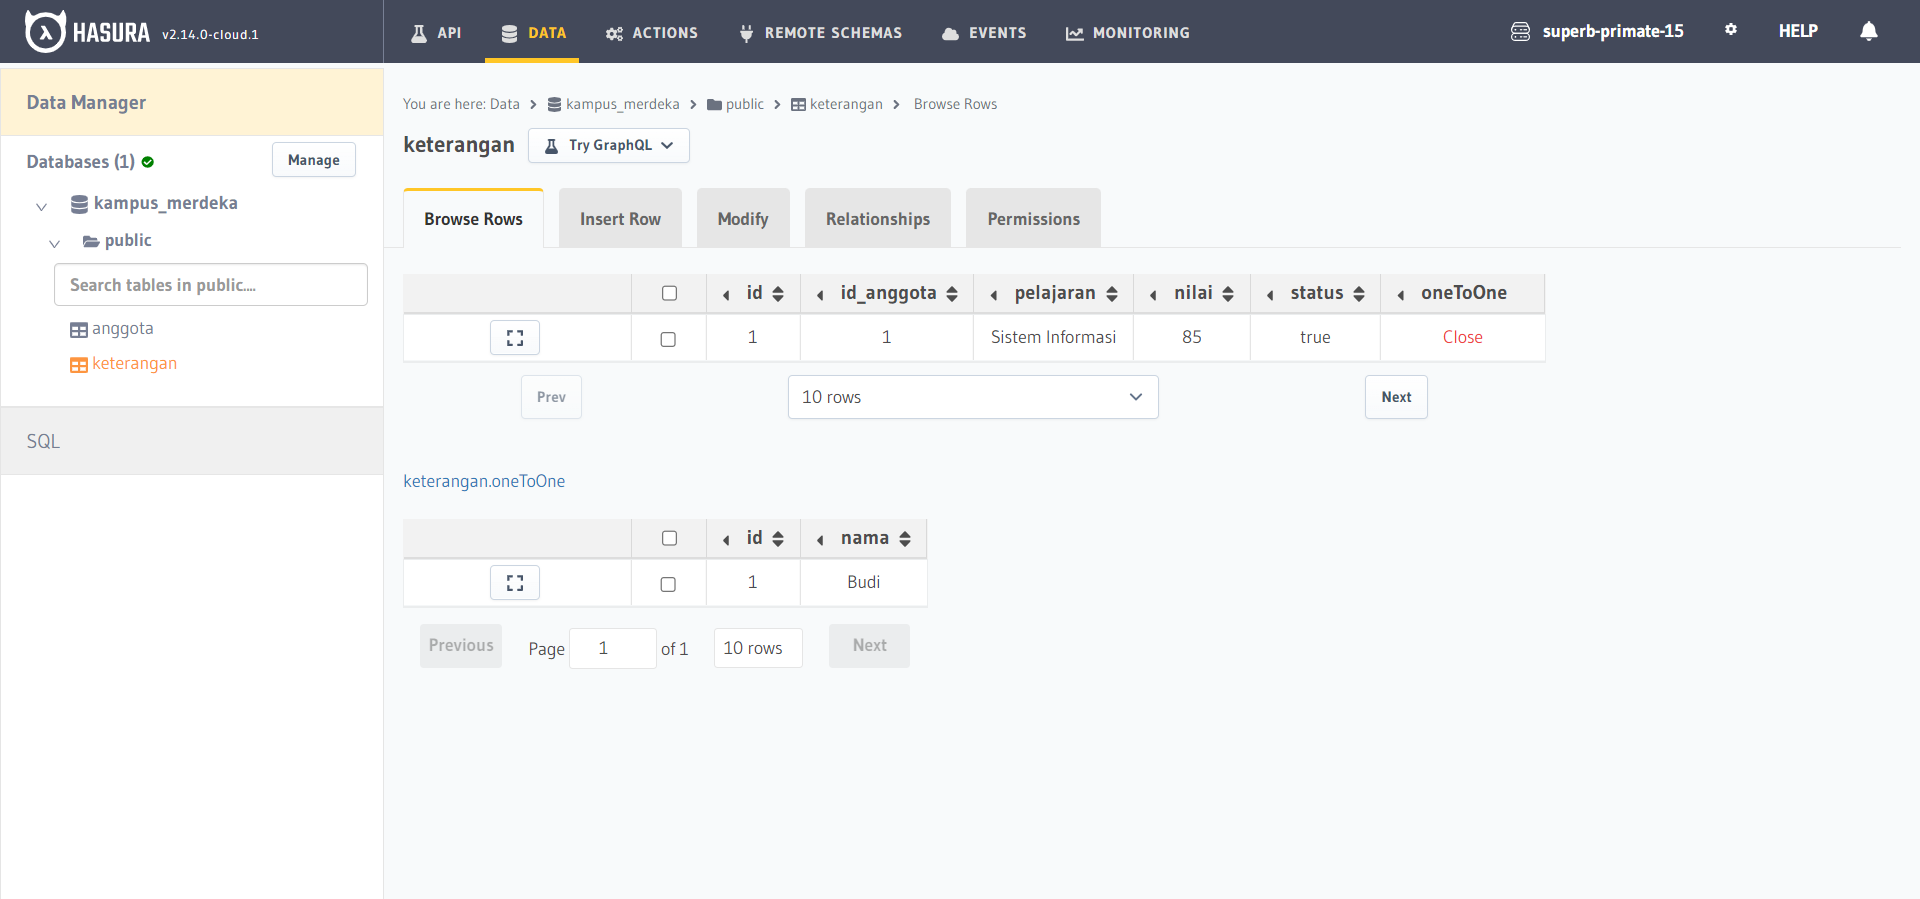 HASURA v2.14.0-cloud.1 API DATA ACTIONS REMOTE SCHEMAS EVENTS MONITORING superb-primate-15 HELP
Data Manager
Databases (1) Manage
kampus_merdeka
public
Search tables in public....
anggota
keterangan
SQL
You are here: Data kampus_merdeka public keterangan Browse Rows
keterangan Try GraphQL
Browse Rows Insert Row Modify Relationships Permissions
id id_anggota pelajaran nilai status oneToOne
1 1 Sistem Informasi 85 true Close
Prev 10 rows Next
keterangan.oneToOne
id nama
1 Budi
Previous Page 1 of 1 10 rows Next